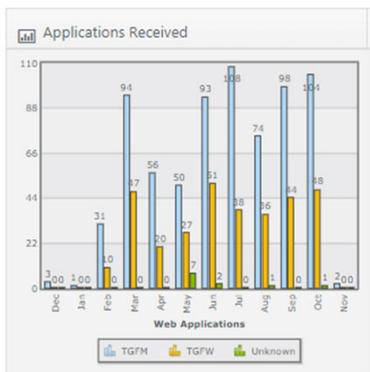 Applications Received
110
88
66
44
22
0
3 0 0
1 0 0
31 10 0
94 47 0
56 20 0
50 27 7
93 51 2
108 38 0
74 36 1
98 44 0
104 48 1
2 0 0
Dec Jan Feb Mar Apr May Jun Jul Aug Sep Oct Nov
Web Applications
TGFM TGFW Unknown